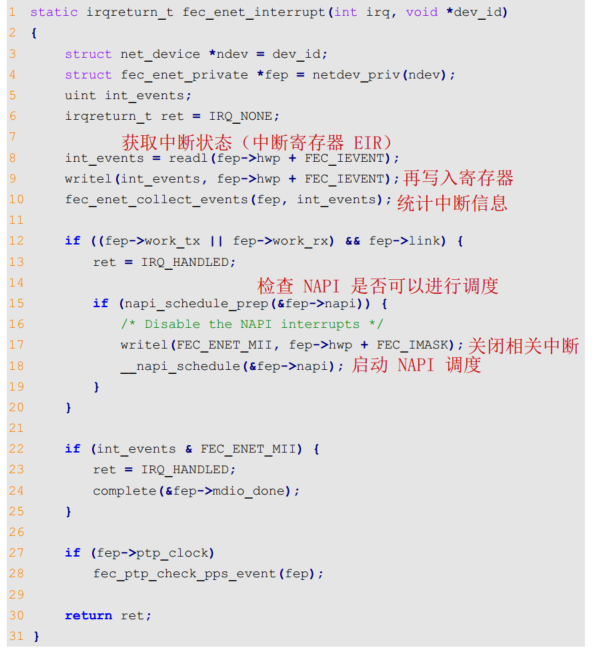 1 static irqreturn_t fec_enet_interrupt(int irq, void *dev_id)
2 {
3 struct net_device *ndev = dev_id;
4 struct fec_enet_private *fep = netdev_priv(ndev);
5 uint int_events;
6 irqreturn_t ret = IRQ_NONE;
7 获取中断状态（中断寄存器 EIR）
8 int_events = readl(fep->hwp + FEC_IEVENT);
9 writel(int_events, fep->hwp + FEC_IEVENT); 再写入寄存器
10 fec_enet_collect_events(fep, int_events); 统计中断信息
11
12 if ((fep->work_tx || fep->work_rx) && fep->link) {
13 ret = IRQ_HANDLED;
14 检查 NAPI 是否可以进行调度
15 if (napi_schedule_prep(&fep->napi)) {
16 /* Disable the NAPI interrupts */
17 writel(FEC_ENET_MII, fep->hwp + FEC_IMASK); 关闭相关中断
18 __napi_schedule(&fep->napi); 启动 NAPI 调度
19 }
20 }
21
22 if (int_events & FEC_ENET_MII) {
23 ret = IRQ_HANDLED;
24 complete(&fep->mdio_done);
25 }
26
27 if (fep->ptp_clock)
28 fec_ptp_check_pps_event(fep);
29
30 return ret;
31 }